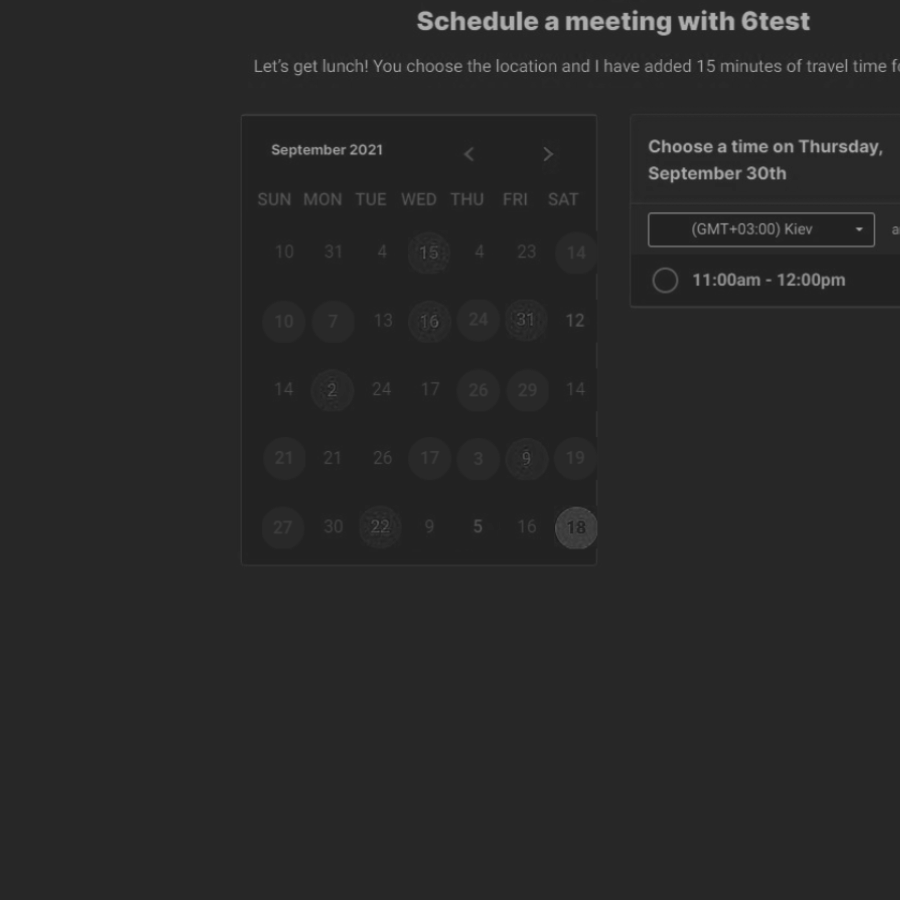 Schedule a meeting with 6test
Let's get lunch! You choose the location and I have added 15 minutes of travel time
September 2021
SUN MON TUE WED THU FRI SAT
10 31 4 15 4 23 14
10 7 13 16 24 31 12
14 2 24 17 26 29 14
21 21 26 17 3 9 19
27 30 22 9 5 16 18
Choose a time on Thursday,
September 30th
(GMT+03:00) Kiev
11:00am - 12:00pm